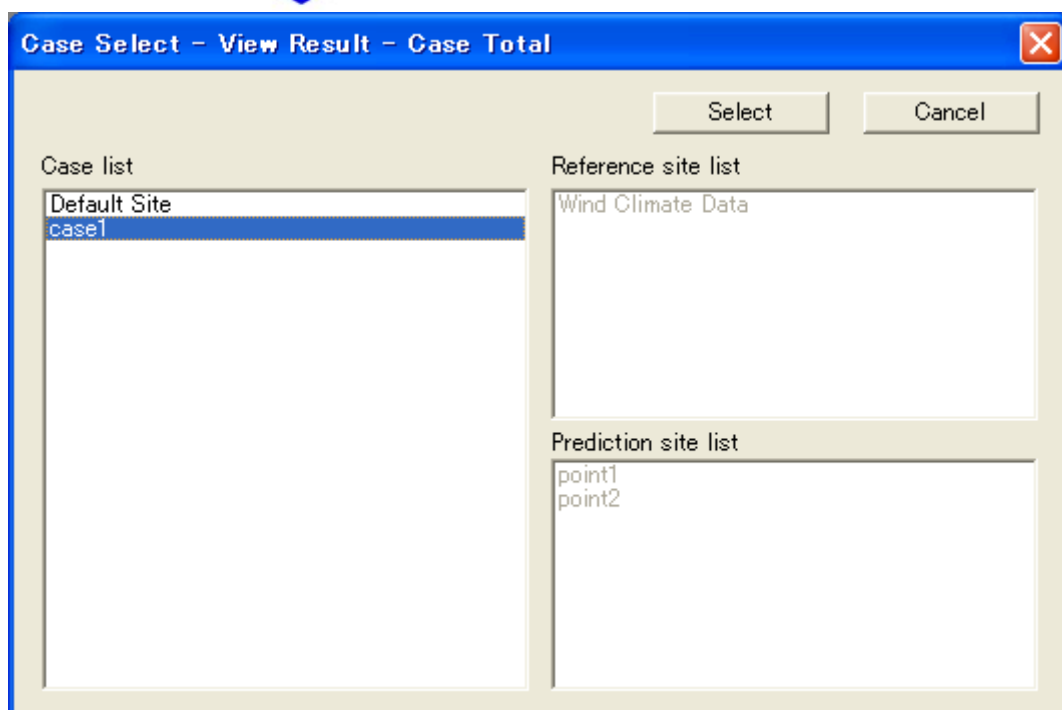 Case Select - View Result - Case Total
Select
Cancel
Case list
Default Site
case1
Reference site list
Wind Climate Data
Prediction site list
point1
point2